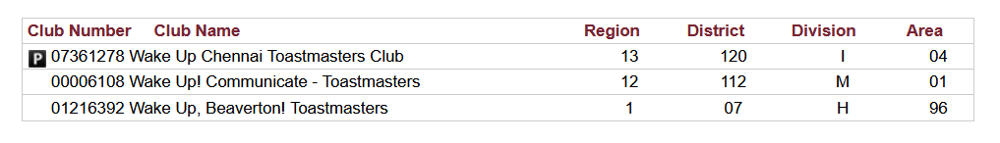 Club Number Club Name Region District Division Area
P 07361278 Wake Up Chennai Toastmasters Club 13 120 I 04
00006108 Wake Up! Communicate - Toastmasters 12 112 M 01
01216392 Wake Up, Beaverton! Toastmasters 1 07 H 96